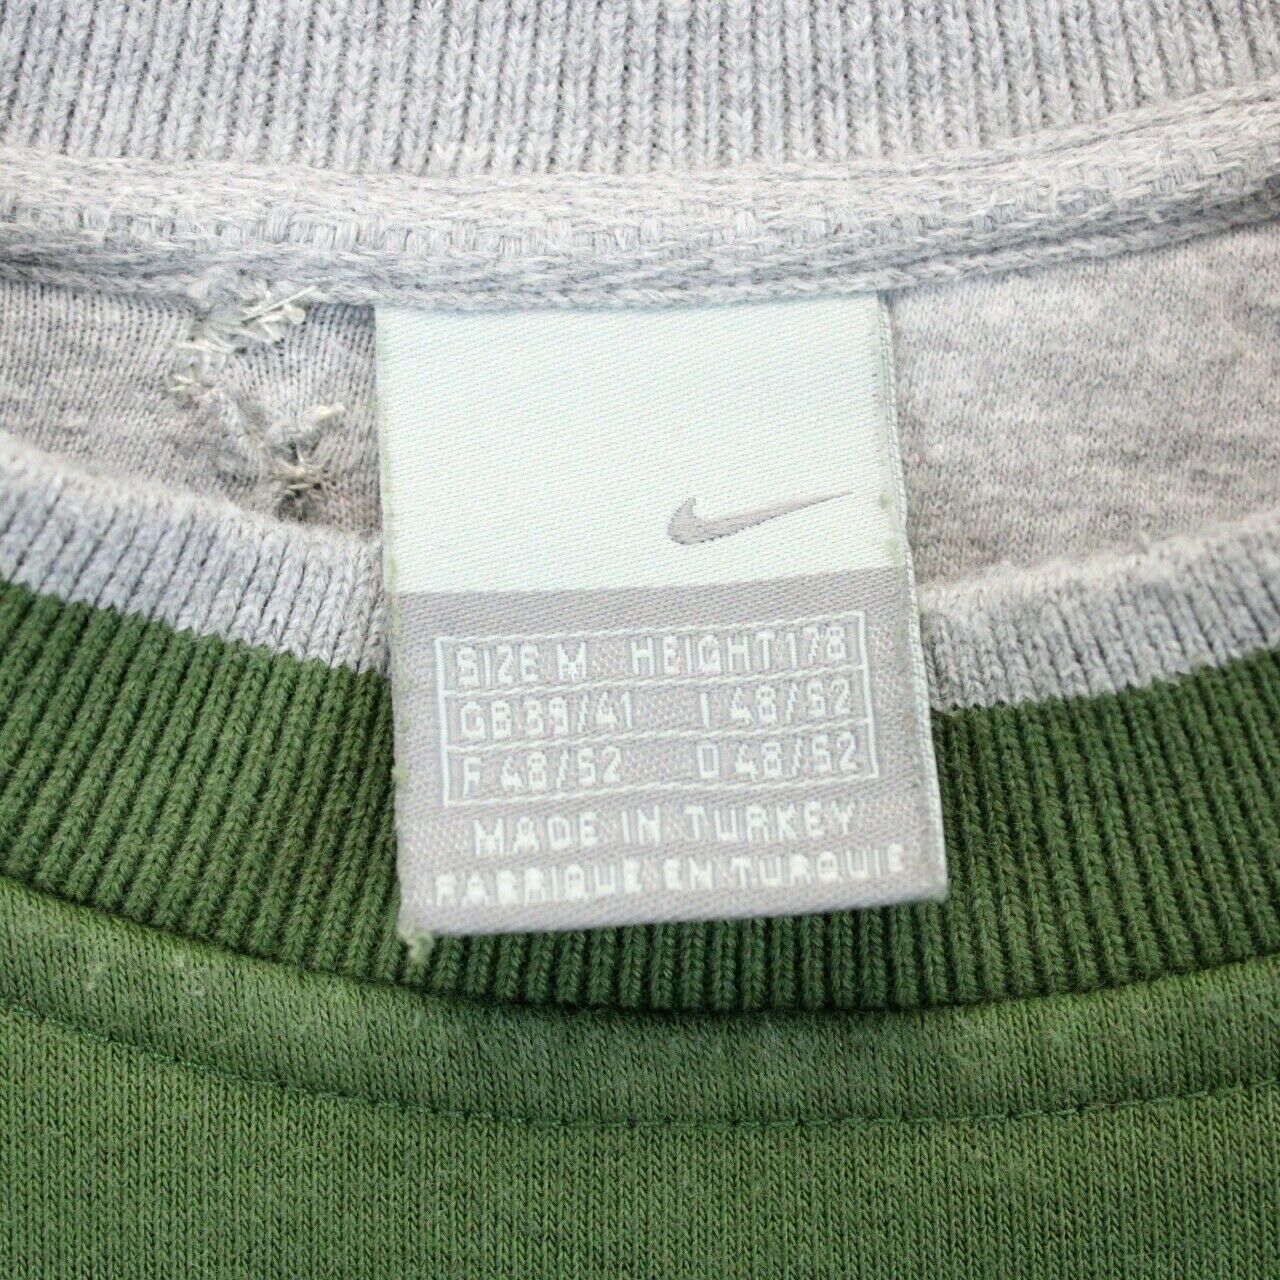 SIZE M HEIGHT 178
GB 39/41 I 48/52
F 48/52 D 48/52
MADE IN TURKEY
FABRIQUE EN TURQUIE